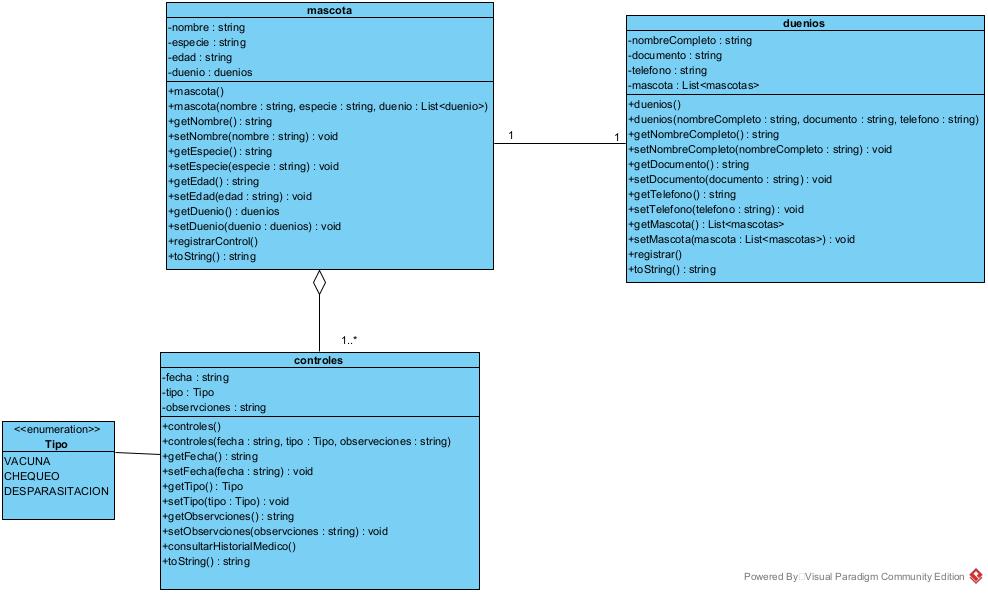 mascota
-nombre : string
-especie : string
-edad : string
-duenio : duenios
+mascota()
+mascota(nombre : string, especie : string, duenio : List<duenio>)
+getNombre() : string
+setNombre(nombre : string) : void
+getEspecie() : string
+setEspecie(especie : string) : void
+getEdad() : string
+setEdad(edad : string) : void
+getDuenio() : duenios
+setDuenio(duenio : duenios) : void
+registrarControl()
+toString() : string
1
1
duenios
-nombreCompleto : string
-documento : string
-telefono : string
-mascota : List<mascotas>
+duenios()
+duenios(nombreCompleto : string, documento : string, telefono : string)
+getNombreCompleto() : string
+setNombreCompleto(nombreCompleto : string) : void
+getDocumento() : string
+setDocumento(documento : string) : void
+getTelefono() : string
+setTelefono(telefono : string) : void
+getMascota() : List<mascotas>
+setMascota(mascota : List<mascotas>) : void
+registrar()
+toString() : string
1..*
controles
-fecha : string
-tipo : Tipo
-observciones : string
+controles()
+controles(fecha : string, tipo : Tipo, observeciones : string)
+getFecha() : string
+setFecha(fecha : string) : void
+getTipo() : Tipo
+setTipo(tipo : Tipo) : void
+getObservciones() : string
+setObservciones(observciones : string) : void
+consultarHistorialMedico()
+toString() : string
<<enumeration>>
Tipo
VACUNA
CHEQUEO
DESPARASITACION
Powered By Visual Paradigm Community Edition